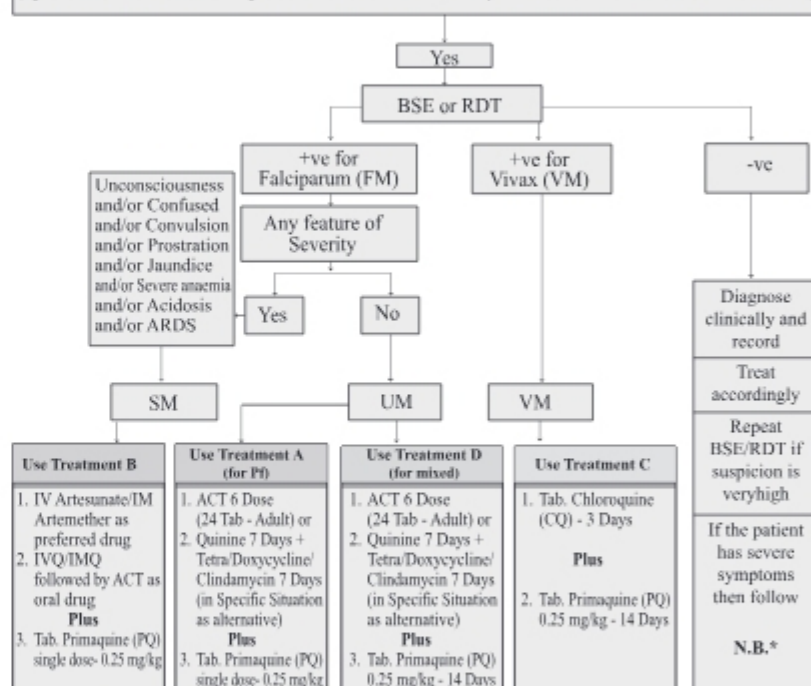 Yes
BSE or RDT
+ve for
Falciparum (FM)
+ve for
Vivax (VM)
-ve
Unconsciousness
and/or Confused
and/or Convulsion
and/or Prostration
and/or Jaundice
and/or Severe anaemia
and/or Acidosis
and/or ARDS
Any feature of
Severity
Yes
No
SM
UM
VM
Use Treatment B
1. IV Artesunate/IM
Artemether as
preferred drug
2. IVQ/IMQ
followed by ACT as
oral drug
Plus
3. Tab. Primaquine (PQ)
single dose- 0.25 mg/kg
Use Treatment A
(for Pf)
1. ACT 6 Dose
(24 Tab - Adult) or
2. Quinine 7 Days +
Tetra/Doxycycline/
Clindamycin 7 Days
(in Specific Situation
as alternative)
Plus
3. Tab. Primaquine (PQ)
single dose- 0.25 mg/kg
Use Treatment D
(for mixed)
1. ACT 6 Dose
(24 Tab - Adult) or
2. Quinine 7 Days +
Tetra/Doxycycline/
Clindamycin 7 Days
(in Specific Situation
as alternative)
Plus
3. Tab. Primaquine (PQ)
0.25 mg/kg - 14 Days
Use Treatment C
1. Tab. Chloroquine
(CQ) - 3 Days
Plus
2. Tab. Primaquine (PQ)
0.25 mg/kg - 14 Days
Diagnose
clinically and
record
Treat
accordingly
Repeat
BSE/RDT if
suspicion is
veryhigh
If the patient
has severe
symptoms
then follow
N.B.*